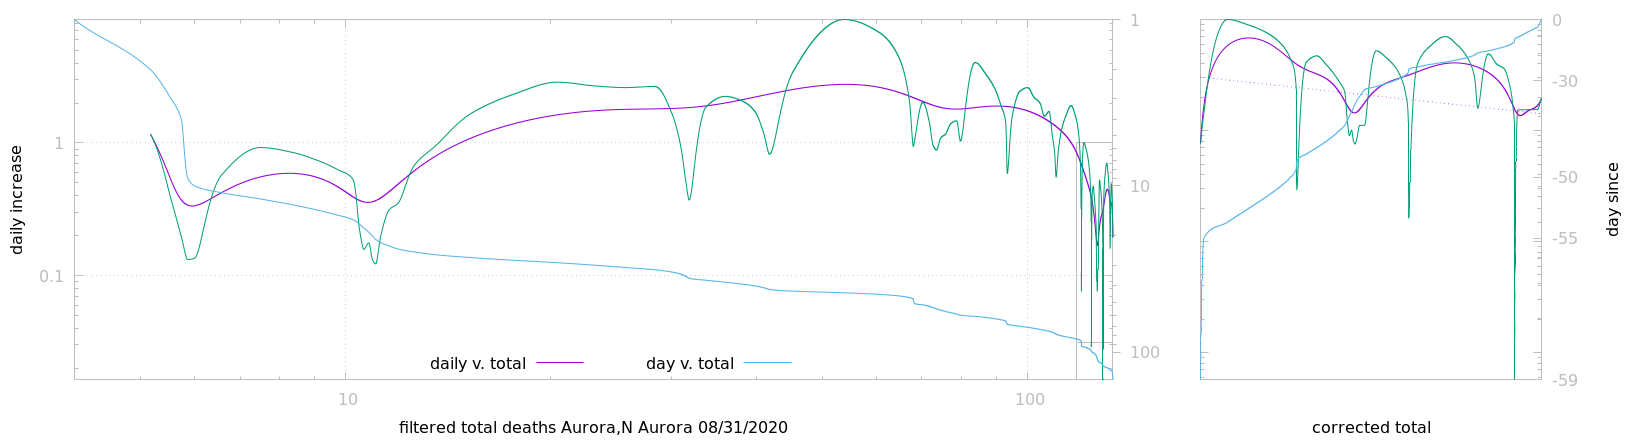 daily increase
1
0.1
10
100
1
10
100
daily v. total
day v. total
filtered total deaths Aurora,N Aurora 08/31/2020
0
-30
-50
-55
-59
day since
corrected total